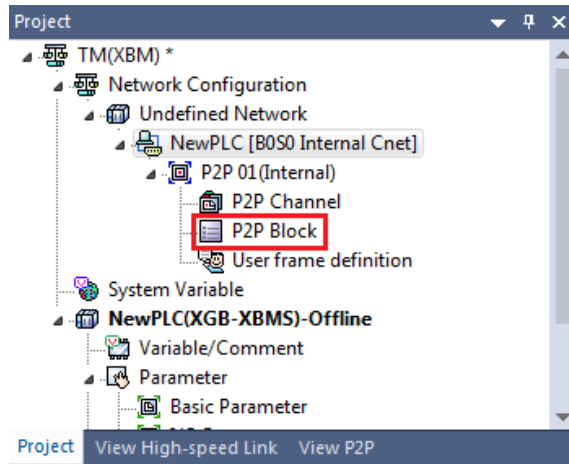 Project
TM(XBM) *
Network Configuration
Undefined Network
NewPLC [B0S0 Internal Cnet]
P2P 01(Internal)
P2P Channel
P2P Block
User frame definition
System Variable
NewPLC(XGB-XBMS)-Offline
Variable/Comment
Parameter
Basic Parameter
Project View High-speed Link View P2P